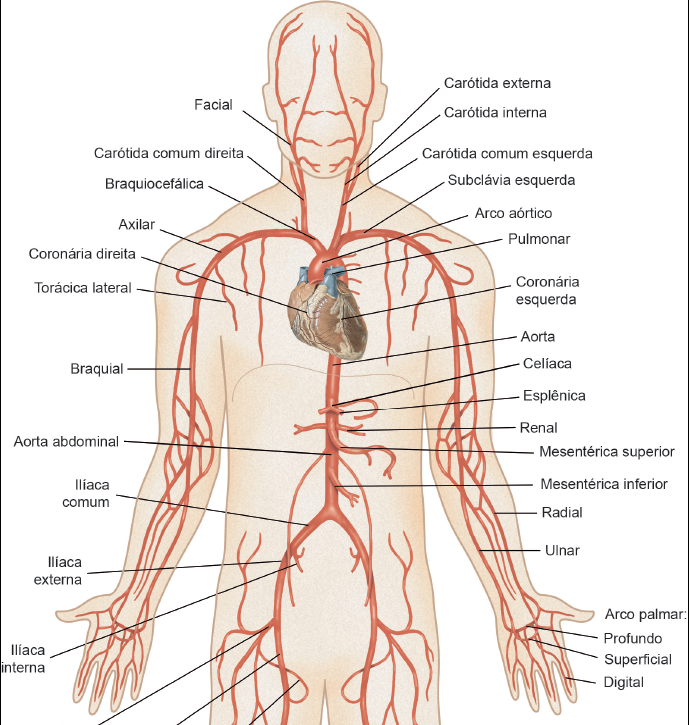 Facial
Carótida comum direita
Braquiocefálica
Axilar
Coronária direita
Torácica lateral
Braquial
Aorta abdominal
Ilíaca
comum
Ilíaca
externa
Ilíaca
interna
Carótida externa
Carótida interna
Carótida comum esquerda
Subclávia esquerda
Arco aórtico
Pulmonar
Coronária
esquerda
Aorta
Celíaca
Esplênica
Renal
Mesentérica superior
Mesentérica inferior
Radial
Ulnar
Arco palmar:
Profundo
Superficial
Digital